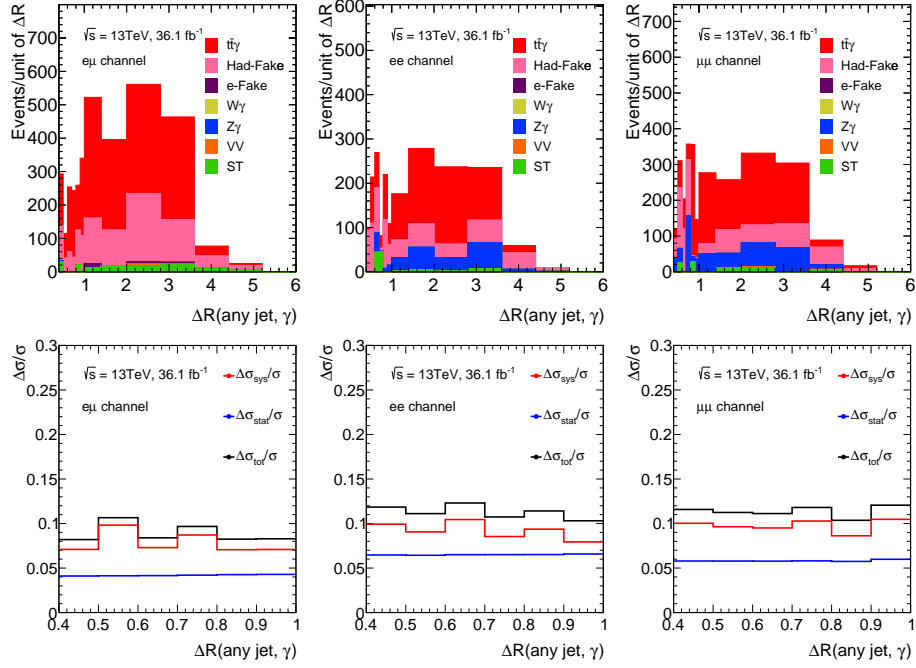 Events/unit of ΔR
800
700
600
500
400
300
200
100
0
√s = 13TeV, 36.1 fb⁻¹
eμ channel
tt̄γ
Had-Fake
e-Fake
Wγ
Zγ
VV
ST
1 2 3 4 5 6
ΔR(any jet, γ)
Events/unit of ΔR
600
500
400
300
200
100
0
√s = 13TeV, 36.1 fb⁻¹
ee channel
tt̄γ
Had-Fake
e-Fake
Wγ
Zγ
VV
ST
1 2 3 4 5 6
ΔR(any jet, γ)
Events/unit of ΔR
700
600
500
400
300
200
100
0
√s = 13TeV, 36.1 fb⁻¹
μμ channel
tt̄γ
Had-Fake
e-Fake
Wγ
Zγ
VV
ST
1 2 3 4 5 6
ΔR(any jet, γ)
Δσ/σ
0.3
0.25
0.2
0.15
0.1
0.05
0
√s = 13TeV, 36.1 fb⁻¹
eμ channel
Δσsys/σ
Δσstat/σ
Δσtot/σ
0.4 0.5 0.6 0.7 0.8 0.9 1
ΔR(any jet, γ)
Δσ/σ
0.3
0.25
0.2
0.15
0.1
0.05
0
√s = 13TeV, 36.1 fb⁻¹
ee channel
Δσsys/σ
Δσstat/σ
Δσtot/σ
0.4 0.5 0.6 0.7 0.8 0.9 1
ΔR(any jet, γ)
Δσ/σ
0.3
0.25
0.2
0.15
0.1
0.05
0
√s = 13TeV, 36.1 fb⁻¹
μμ channel
Δσsys/σ
Δσstat/σ
Δσtot/σ
0.4 0.5 0.6 0.7 0.8 0.9 1
ΔR(any jet, γ)